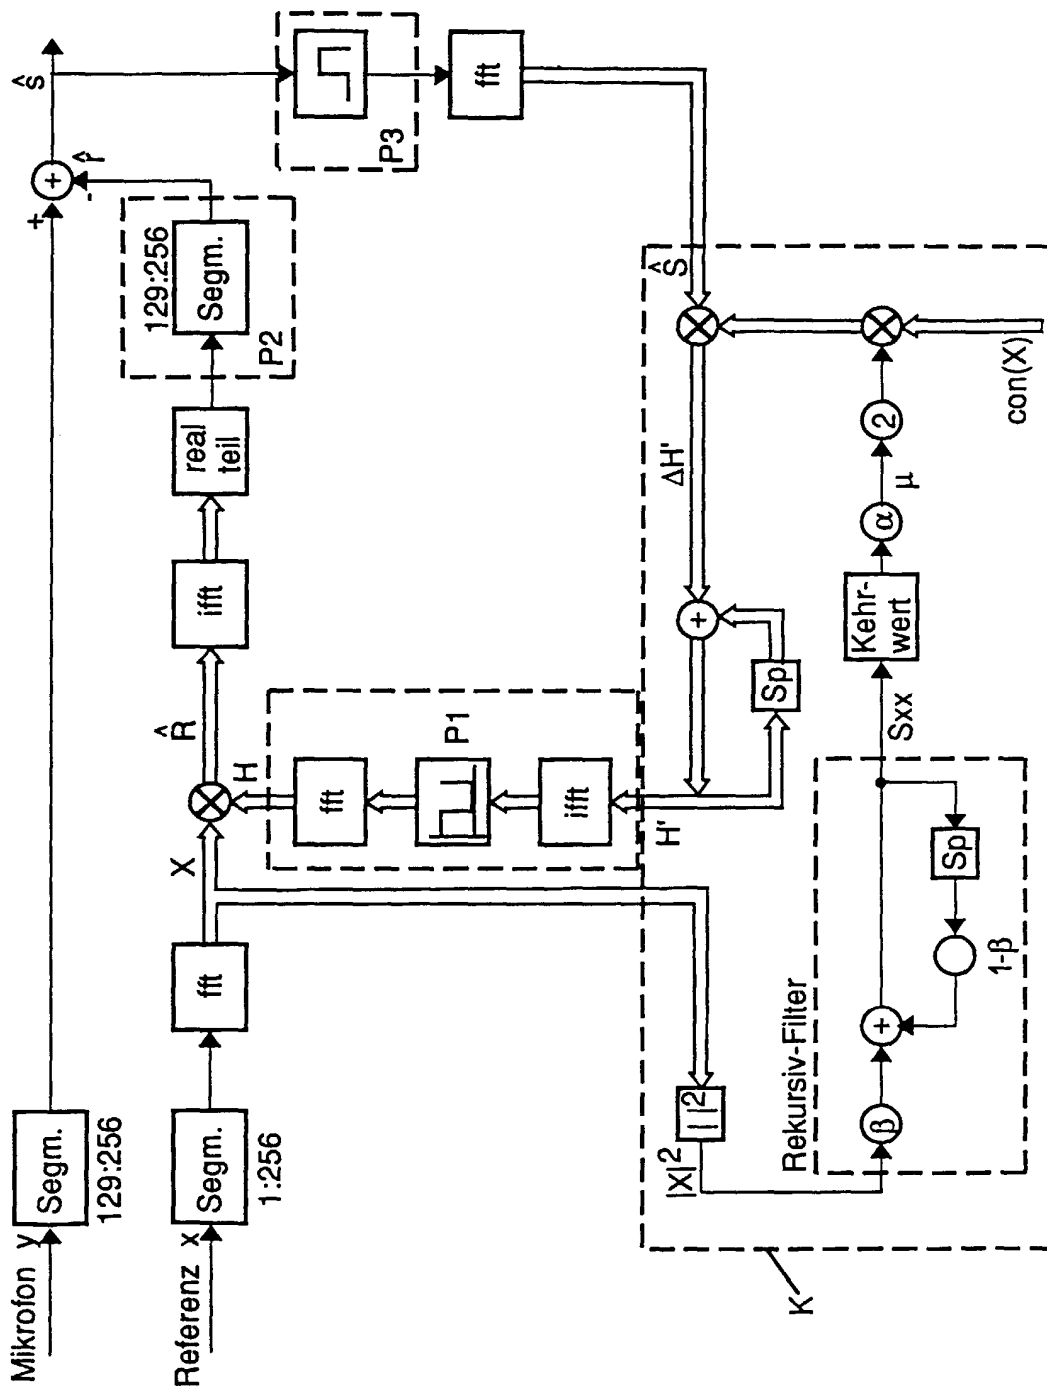 Mikrofon y
Segm.
129:256
+
+
-
r̂
ŝ
Referenz x
Segm.
1:256
fft
X
R̂
H
ifft
real
teil
129:256
Segm.
P2
fft
P1
ifft
P3
fft
H'
Sp
+
ΔH'
Ŝ
| |²
|X|²
Rekursiv-Filter
β
+
Sp
1-β
Sxx
Kehr-
wert
α
µ
2
con(X)
K